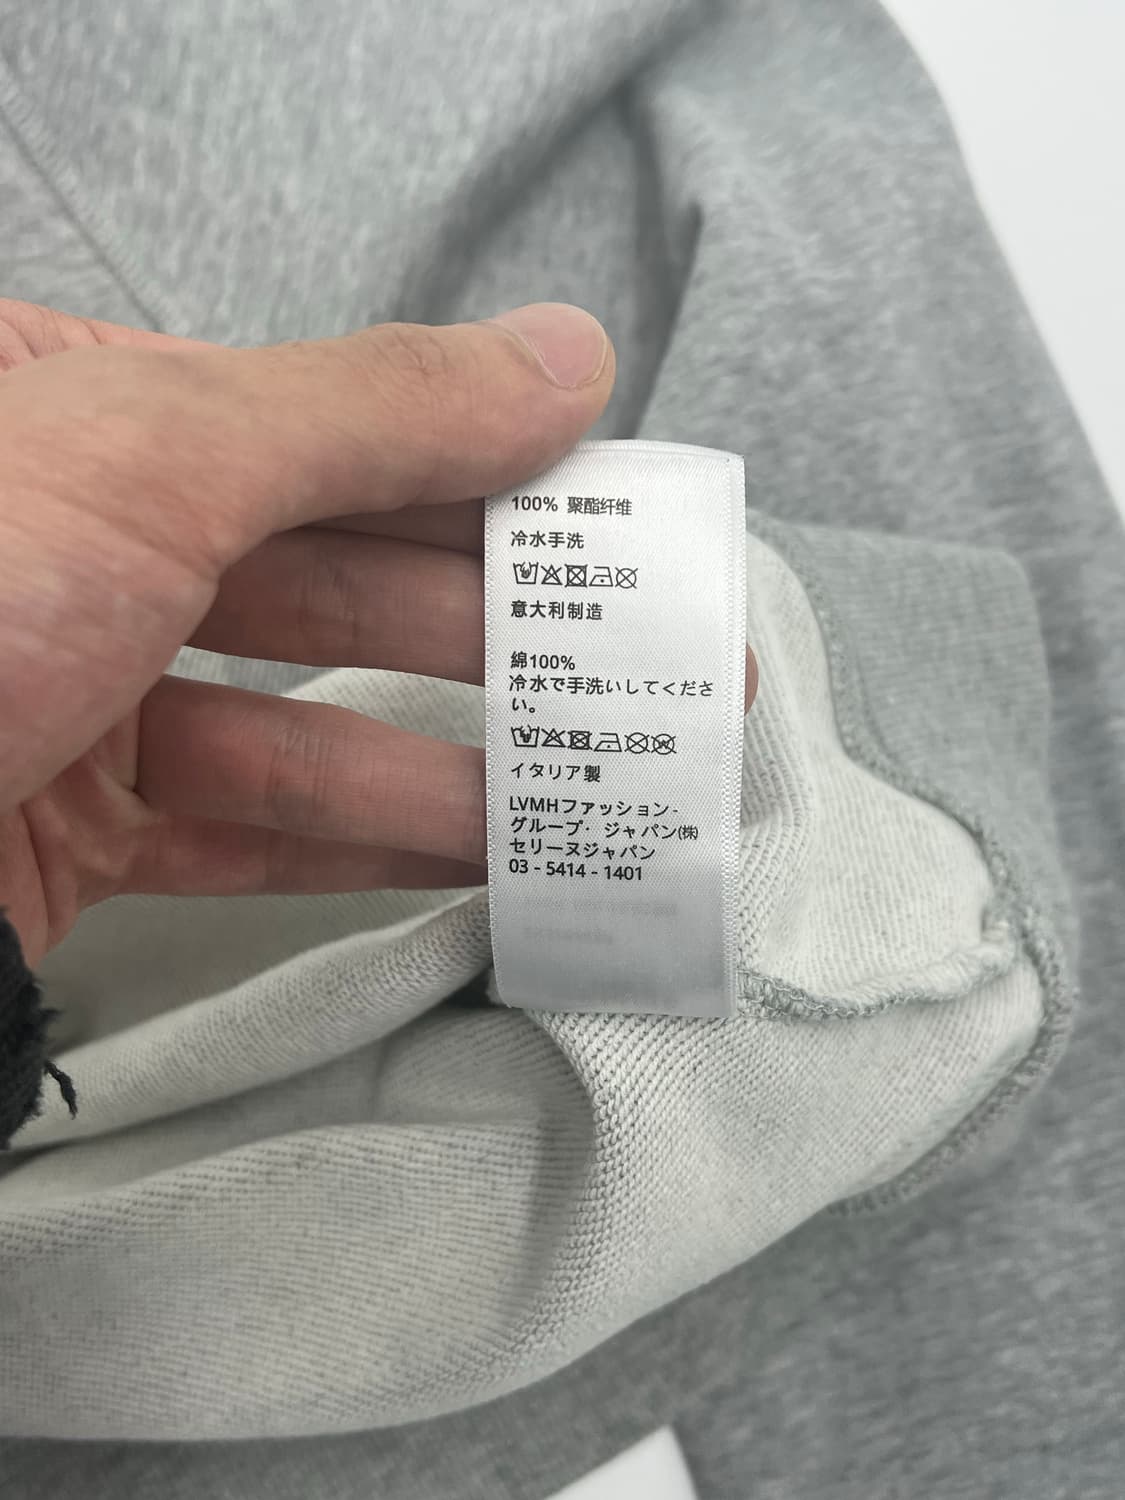 100% 聚酯纤维
冷水手洗
意大利制造
綿100%
冷水で手洗いしてくださ
い。
イタリア製
LVMHファッション-
グループ・ ジャパン(株)
セリーヌジャパン
03 - 5414 - 1401